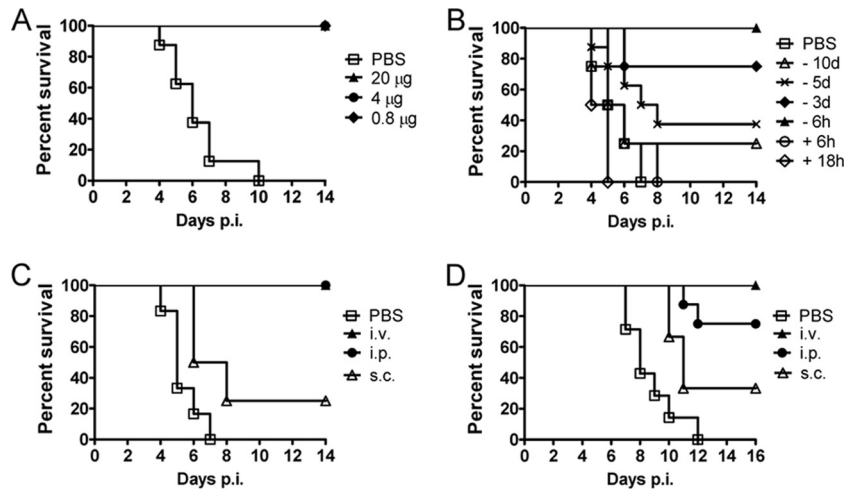 A
Percent survival
100
80
60
40
20
0
0 2 4 6 8 10 12 14
Days p.i.
PBS
20 µg
4 µg
0.8 µg
B
Percent survival
100
80
60
40
20
0
0 2 4 6 8 10 12 14
Days p.i.
PBS
- 10d
- 5d
- 3d
- 6h
+ 6h
+ 18h
C
Percent survival
100
80
60
40
20
0
0 2 4 6 8 10 12 14
Days p.i.
PBS
i.v.
i.p.
s.c.
D
Percent survival
100
80
60
40
20
0
0 2 4 6 8 10 12 14 16
Days p.i.
PBS
i.v.
i.p.
s.c.